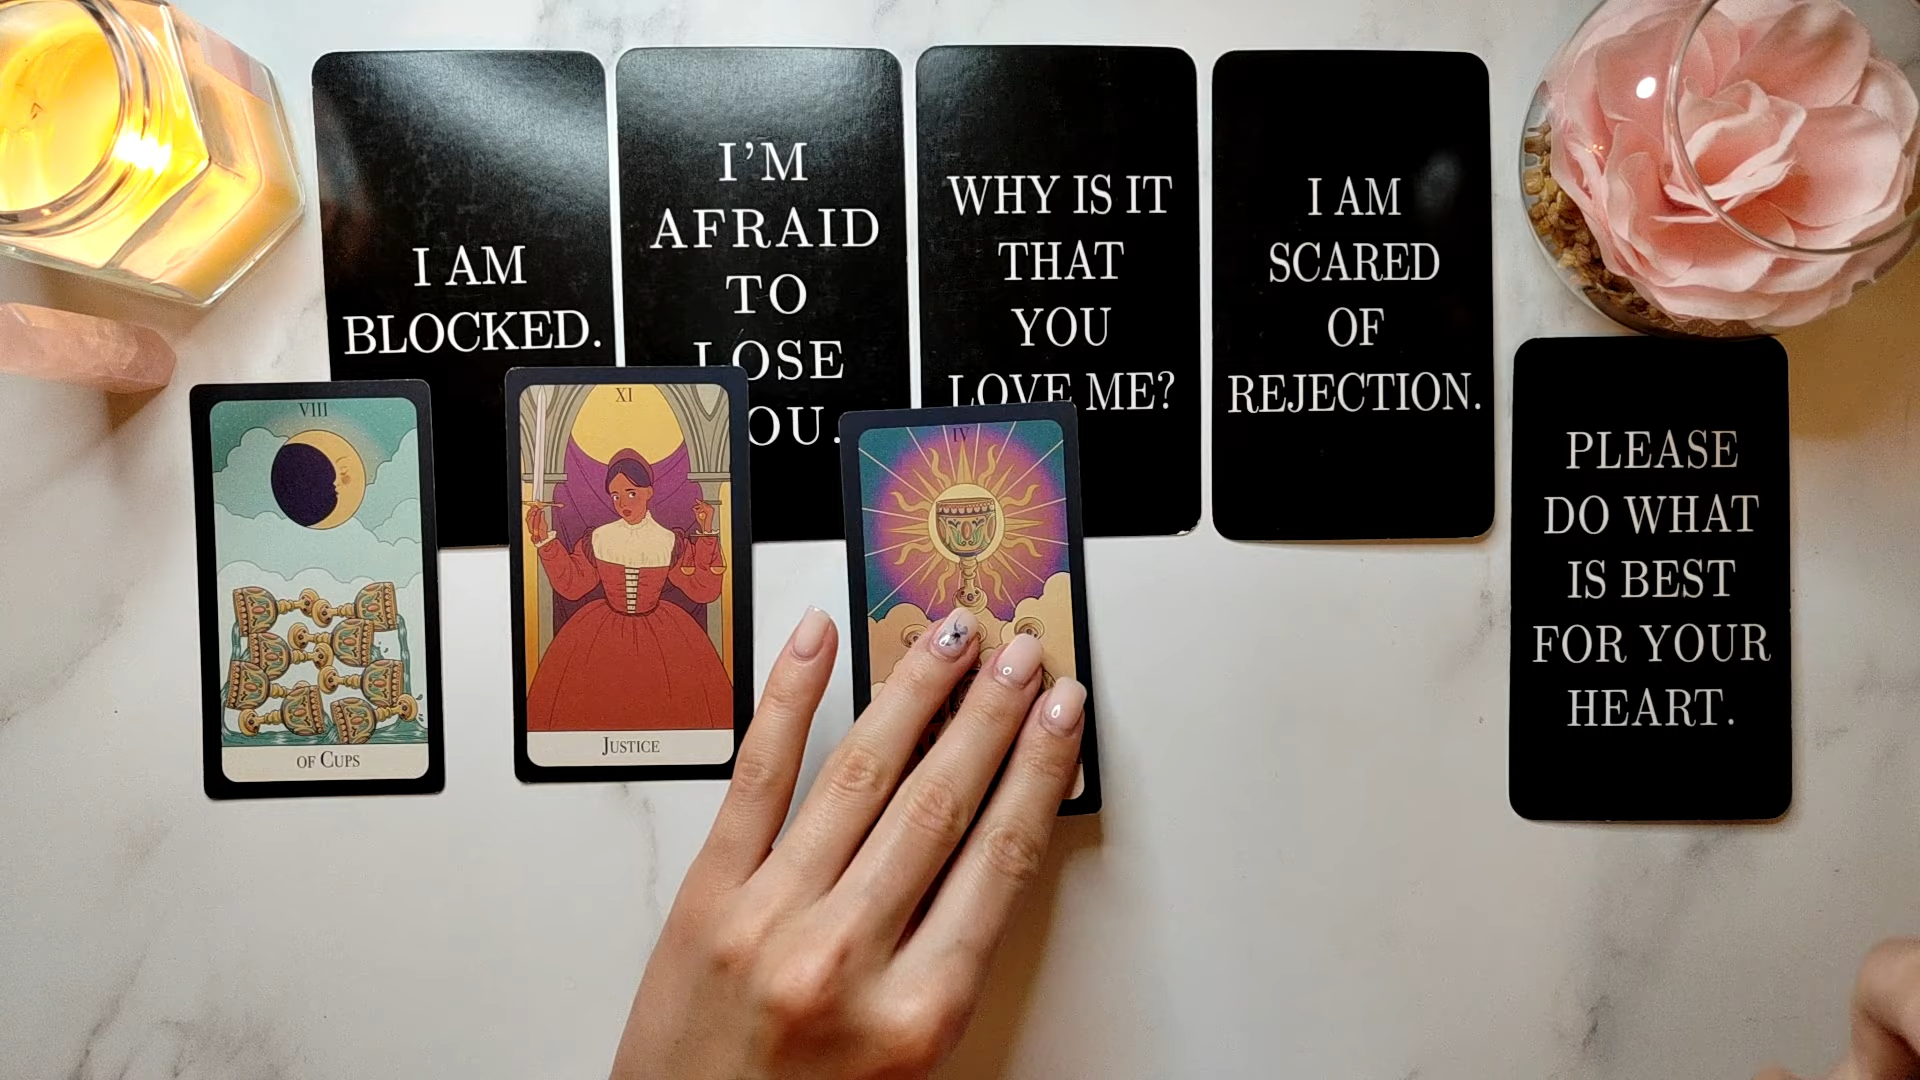 I AM
BLOCKED.
I'M
AFRAID
TO
LOSE
YOU.
WHY IS IT
THAT
YOU
LOVE ME?
I AM
SCARED
OF
REJECTION.
PLEASE
DO WHAT
IS BEST
FOR YOUR
HEART.
VIII
OF CUPS
XI
JUSTICE
IV